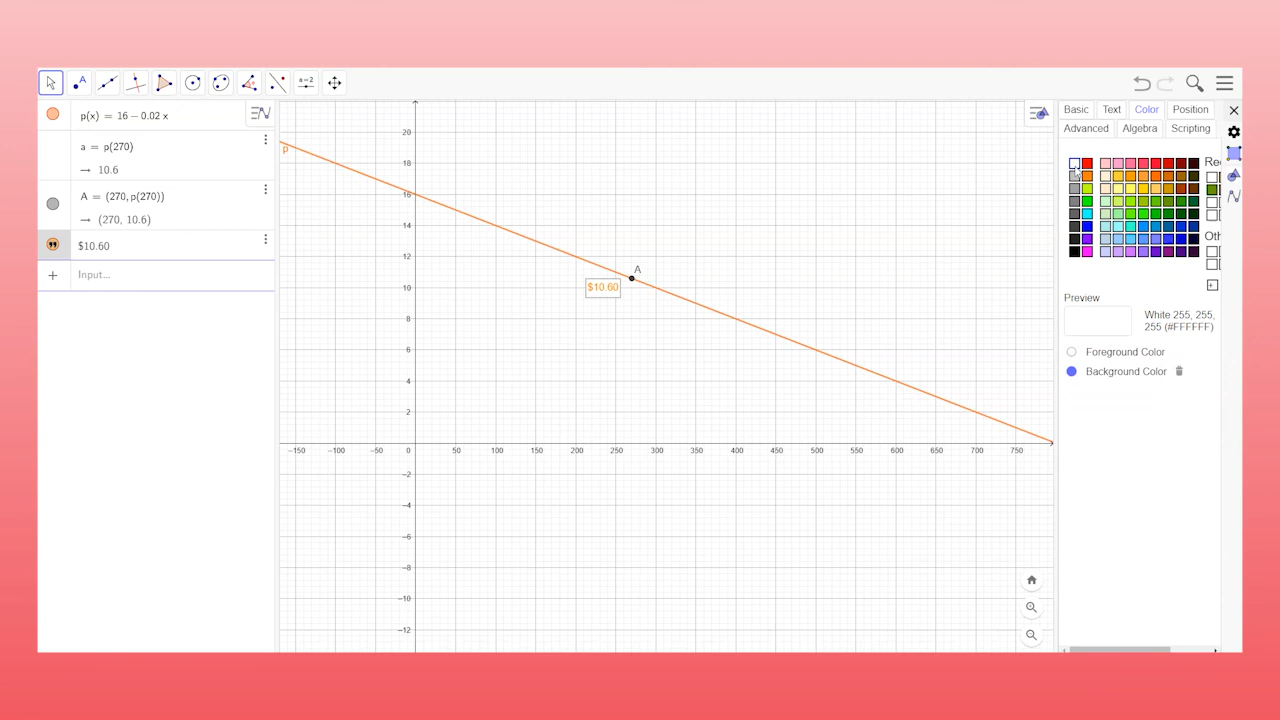 A
a=2
p(x) = 16 − 0.02 x
a = p(270)
→ 10.6
A = (270, p(270))
→ (270, 10.6)
$10.60
Input...
p
A
$10.60
20
18
16
14
12
10
8
6
4
2
−150 −100 −50 0 50 100 150 200 250 300 350 400 450 500 550 600 650 700 750
−2
−4
−6
−8
−10
−12
Basic Text Color Position
Advanced Algebra Scripting
Preview
White 255, 255,
255 (#FFFFFF)
Foreground Color
Background Color